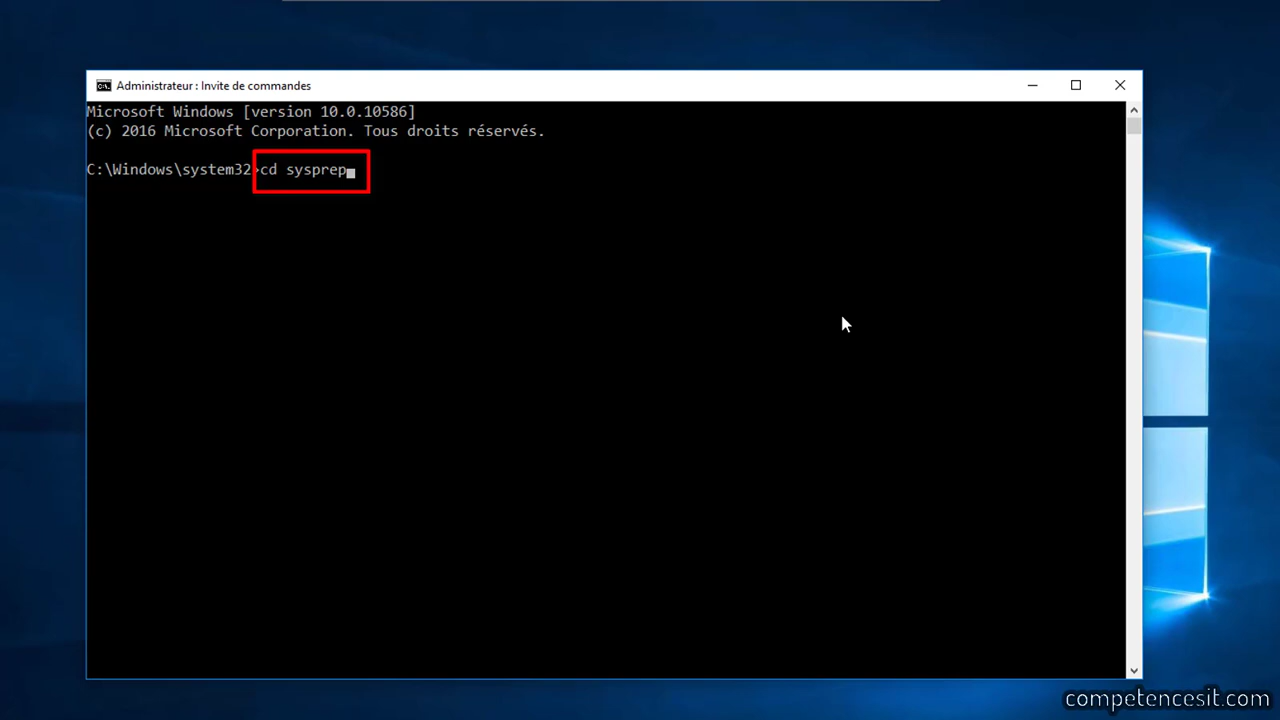 Administrateur : Invite de commandes
Microsoft Windows [version 10.0.10586]
(c) 2016 Microsoft Corporation. Tous droits réservés.
C:\Windows\system32>cd sysprep
competencesit.com